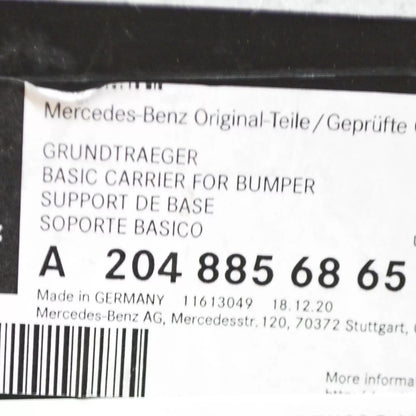 Mercedes-Benz Original-Teile/Geprüfte
GRUNDTRAEGER
BASIC CARRIER FOR BUMPER
SUPPORT DE BASE
SOPORTE BASICO
A 204 885 68 65
Made in GERMANY 11613049 18.12.20
Mercedes-Benz AG, Mercedesstr. 120, 70372 Stuttgart,
More informa